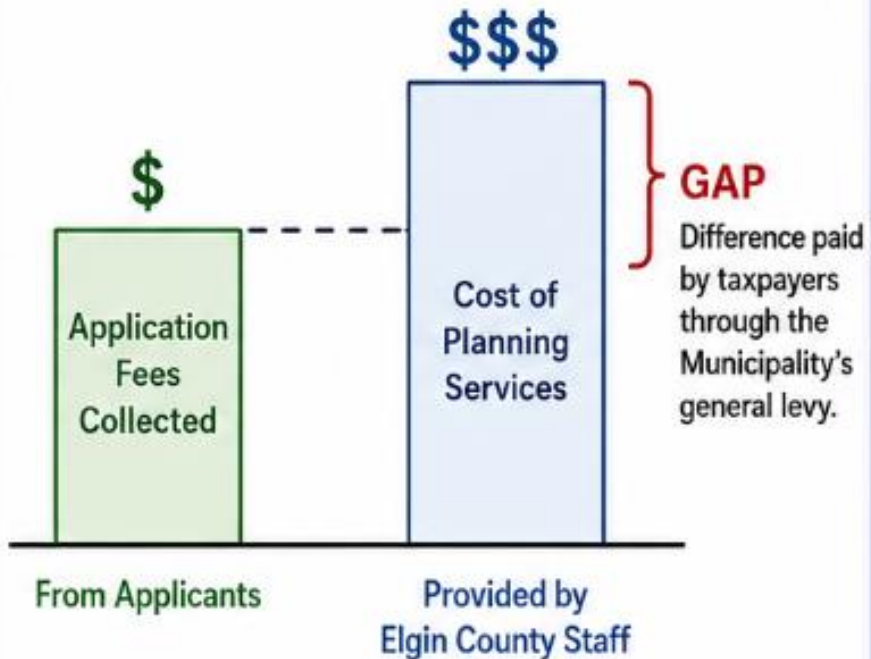 $
$$$
GAP
Difference paid
by taxpayers
through the
Municipality's
general levy.
Application
Fees
Collected
Cost of
Planning
Services
From Applicants
Provided by
Elgin County Staff